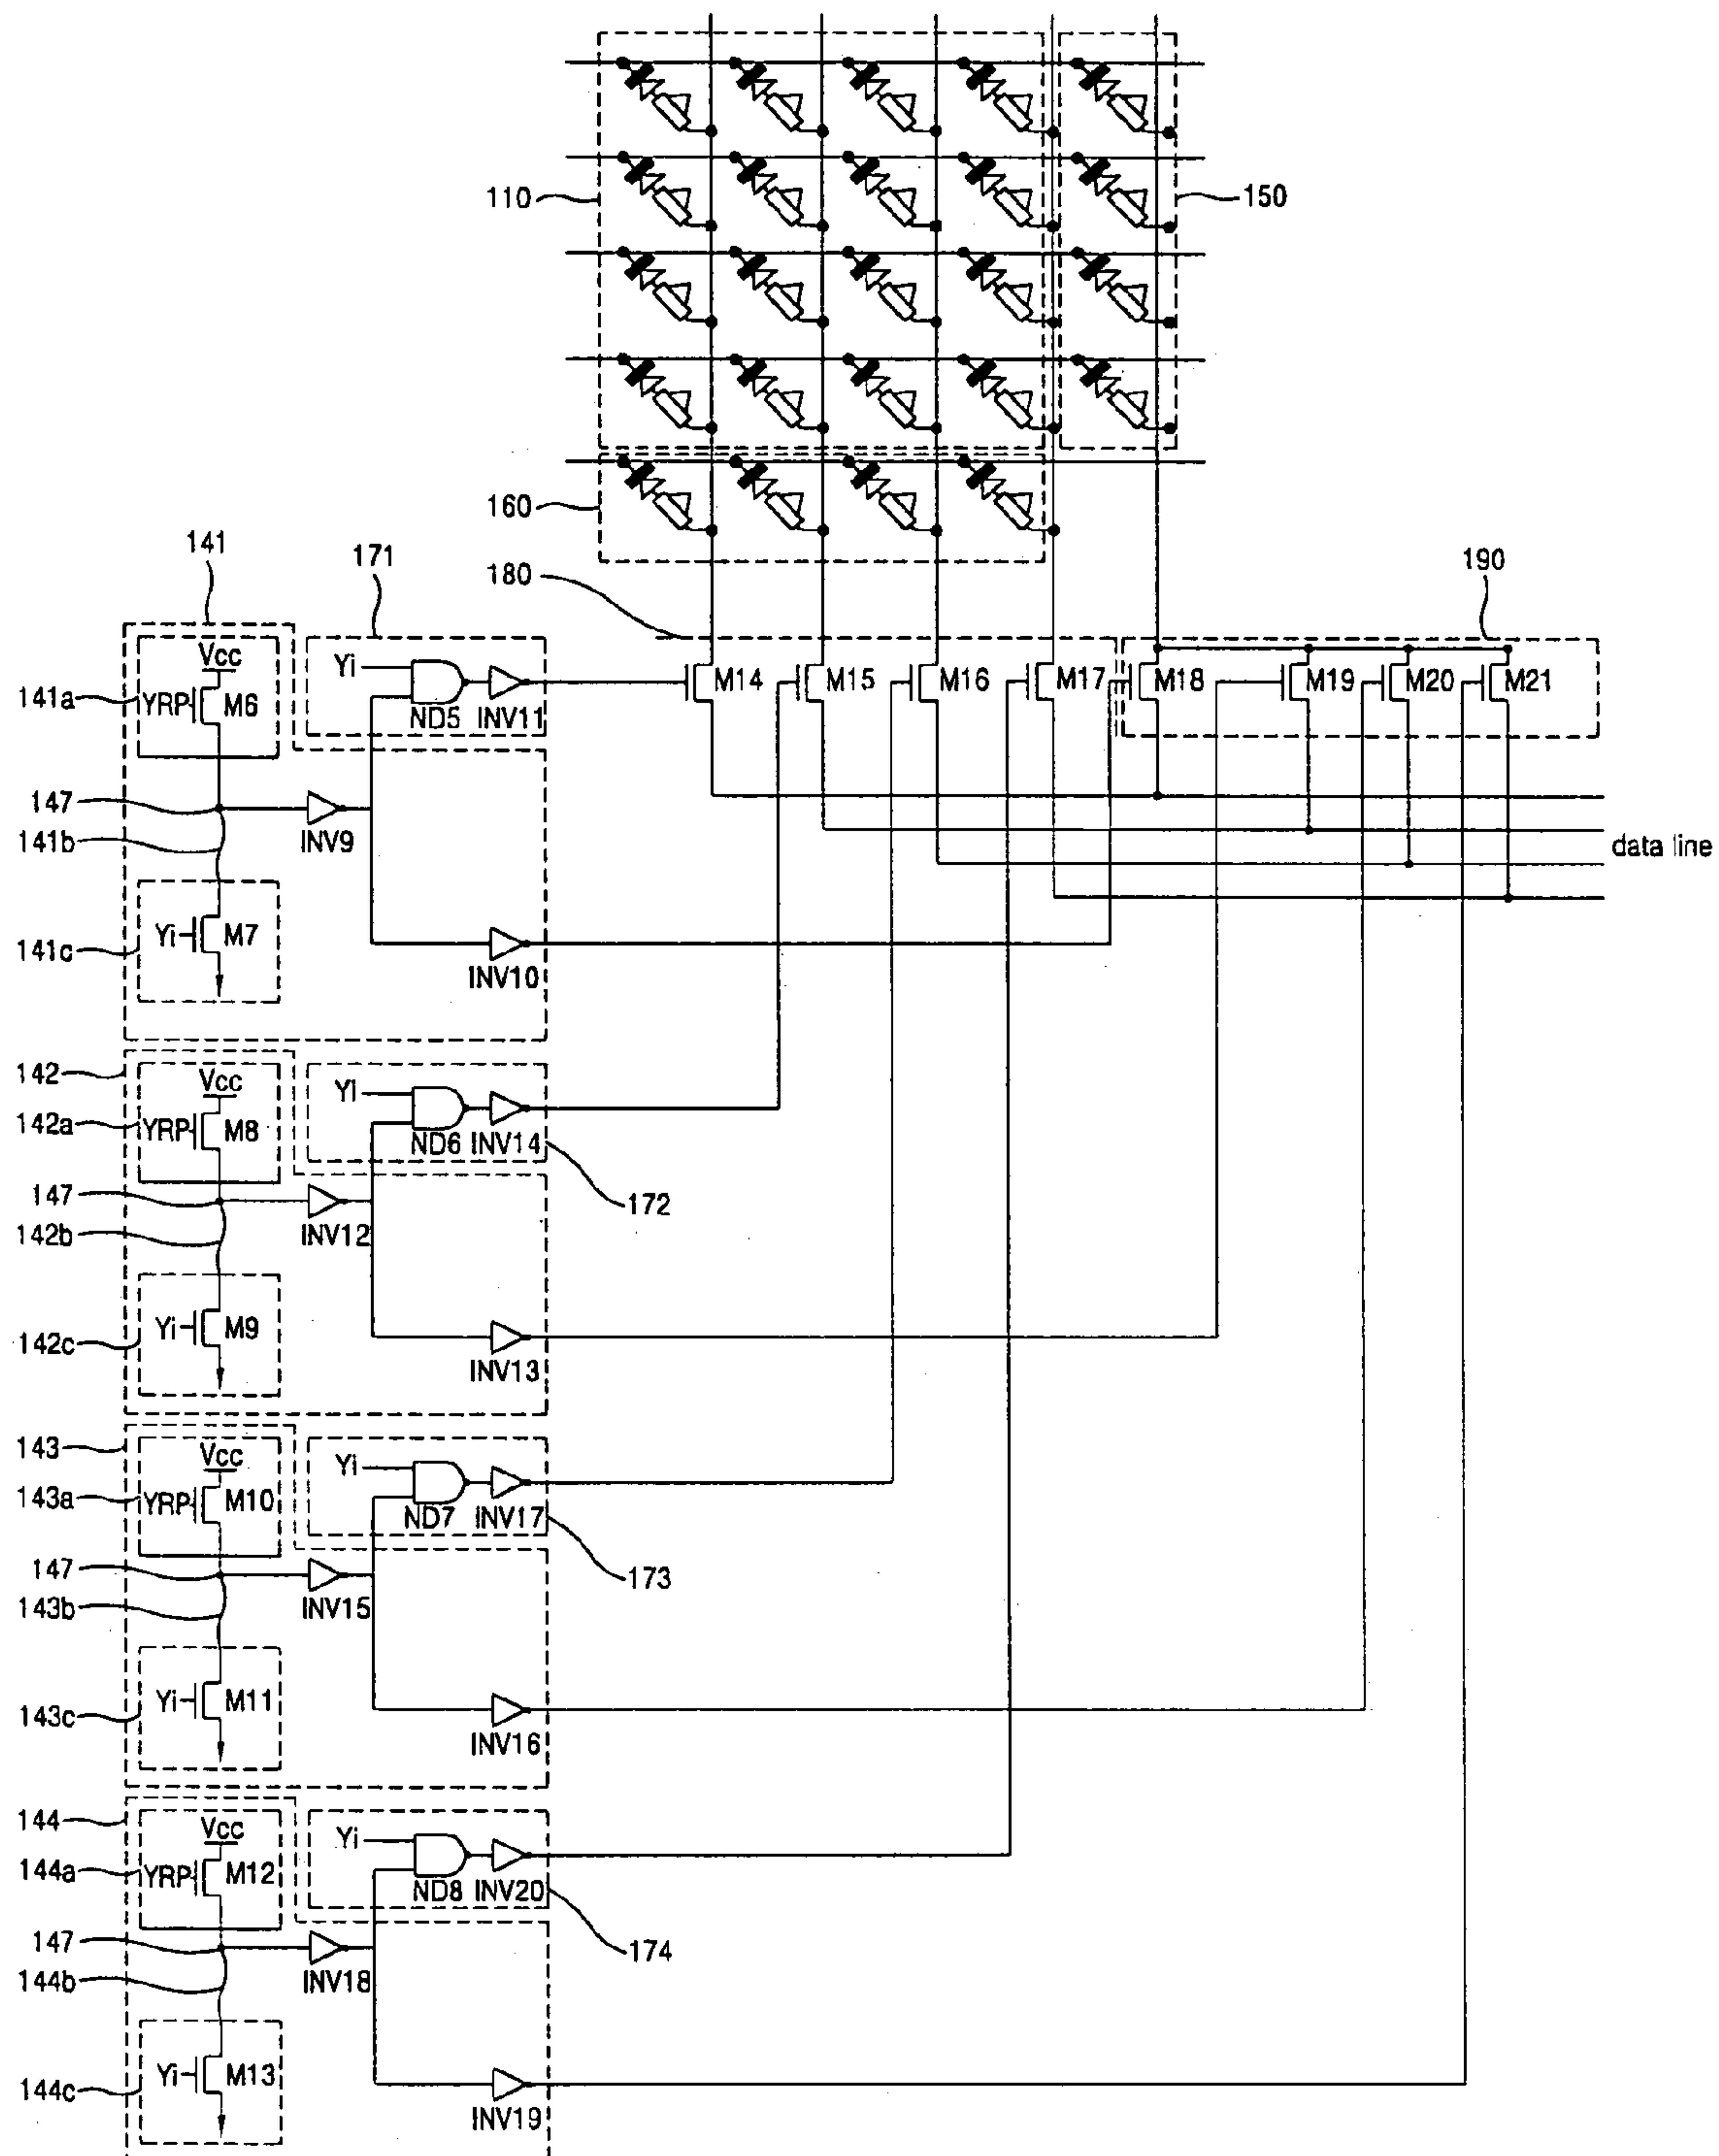 110
150
160
141
171
180
190
Vcc
141a
YRP
M6
Yi
ND5
INV11
M14
M15
M16
M17
M18
M19
M20
M21
147
141b
INV9
data line
141c
Yi
M7
INV10
142
Vcc
142a
YRP
M8
Yi
ND6
INV14
172
147
142b
INV12
142c
Yi
M9
INV13
143
Vcc
143a
YRP
M10
Yi
ND7
INV17
173
147
143b
INV15
143c
Yi
M11
INV16
144
Vcc
144a
YRP
M12
Yi
ND8
INV20
174
147
144b
INV18
144c
Yi
M13
INV19